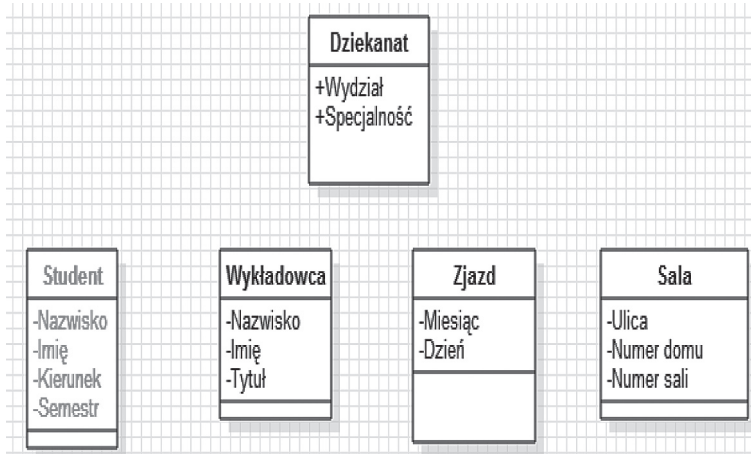 Dziekanat
+Wydział
+Specjalność
Student
-Nazwisko
-Imię
-Kierunek
-Semestr
Wykładowca
-Nazwisko
-Imię
-Tytuł
Zjazd
-Miesiąc
-Dzień
Sala
-Ulica
-Numer domu
-Numer sali